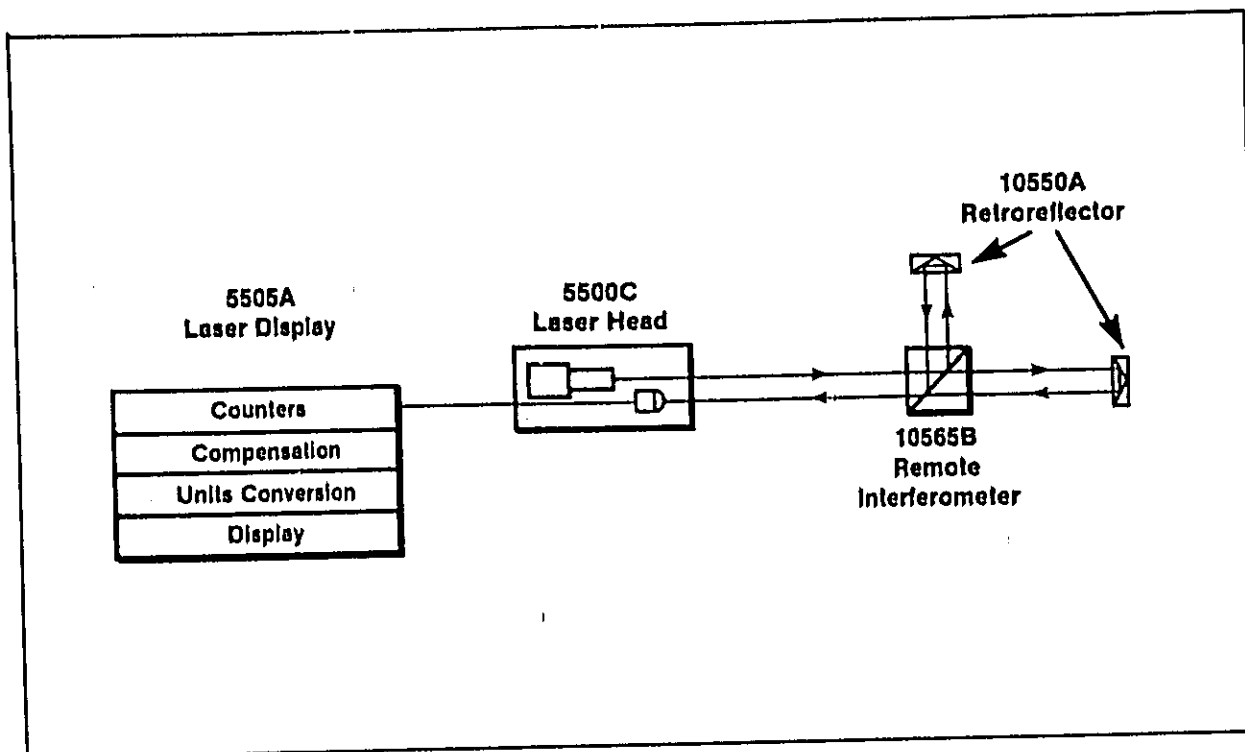 10550A
Retroreflector
5505A
Laser Display
5500C
Laser Head
Counters
Compensation
Units Conversion
Display
10565B
Remote
Interferometer